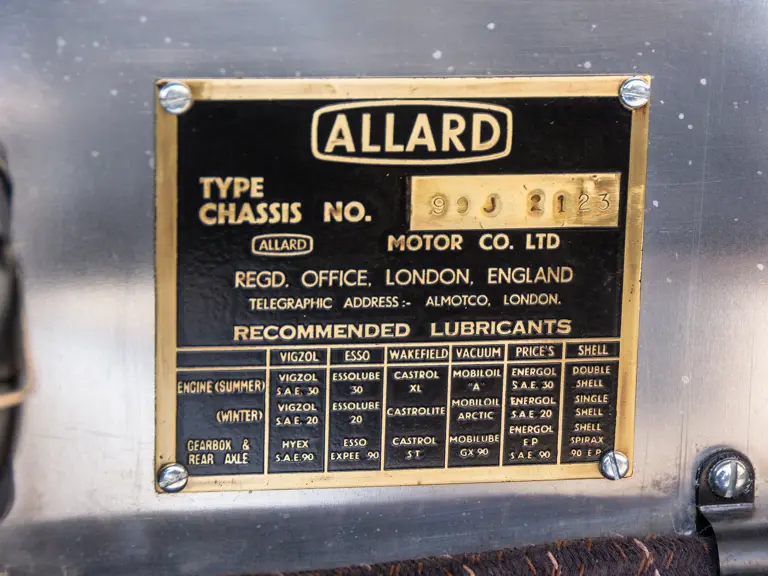 ALLARD
TYPE
CHASSIS NO. 99J 2123
ALLARD MOTOR CO. LTD
REGD. OFFICE, LONDON, ENGLAND
TELEGRAPHIC ADDRESS:- ALMOTCO, LONDON.
RECOMMENDED LUBRICANTS
VIGZOL ESSO WAKEFIELD VACUUM PRICE'S SHELL
ENGINE (SUMMER) VIGZOL S.A.E. 30 ESSOLUBE 30 CASTROL XL MOBILOIL "A" ENERGOL S.A.E. 30 DOUBLE SHELL
(WINTER) VIGZOL S.A.E. 20 ESSOLUBE 20 CASTROLITE MOBILOIL ARCTIC ENERGOL S.A.E. 20 SINGLE SHELL
GEARBOX & REAR AXLE HYEX S.A.E. 90 ESSO EXPEE 90 CASTROL ST MOBILUBE GX 90 ENERGOL EP S.A.E. 90 SHELL SPIRAX 90 E.P.